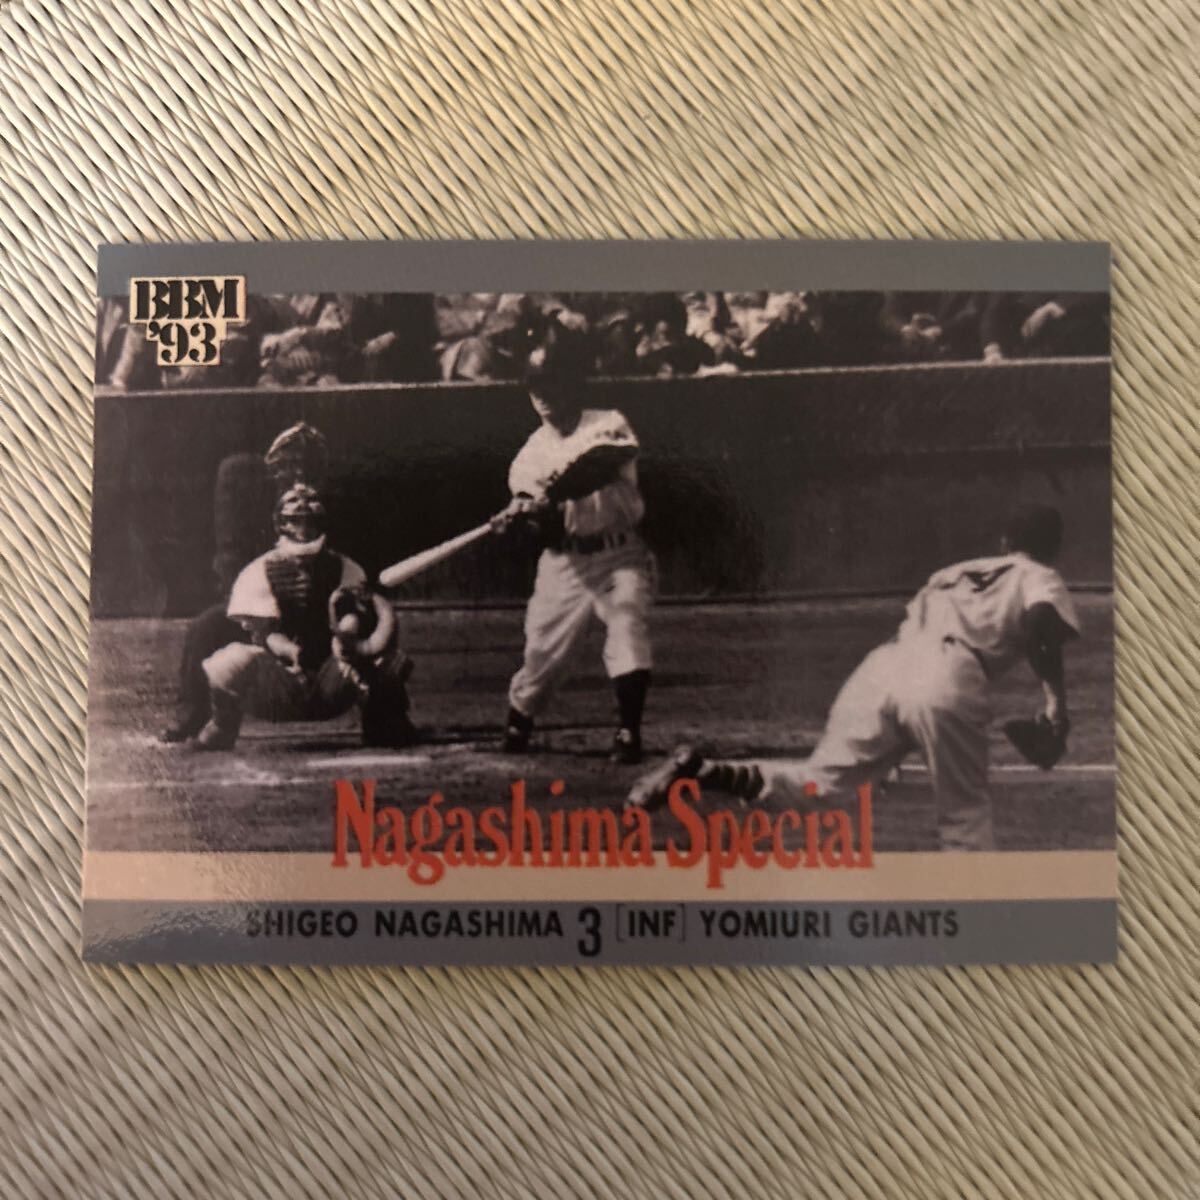 BBM
'93
Nagashima Special
SHIGEO NAGASHIMA 3 [INF] YOMIURI GIANTS